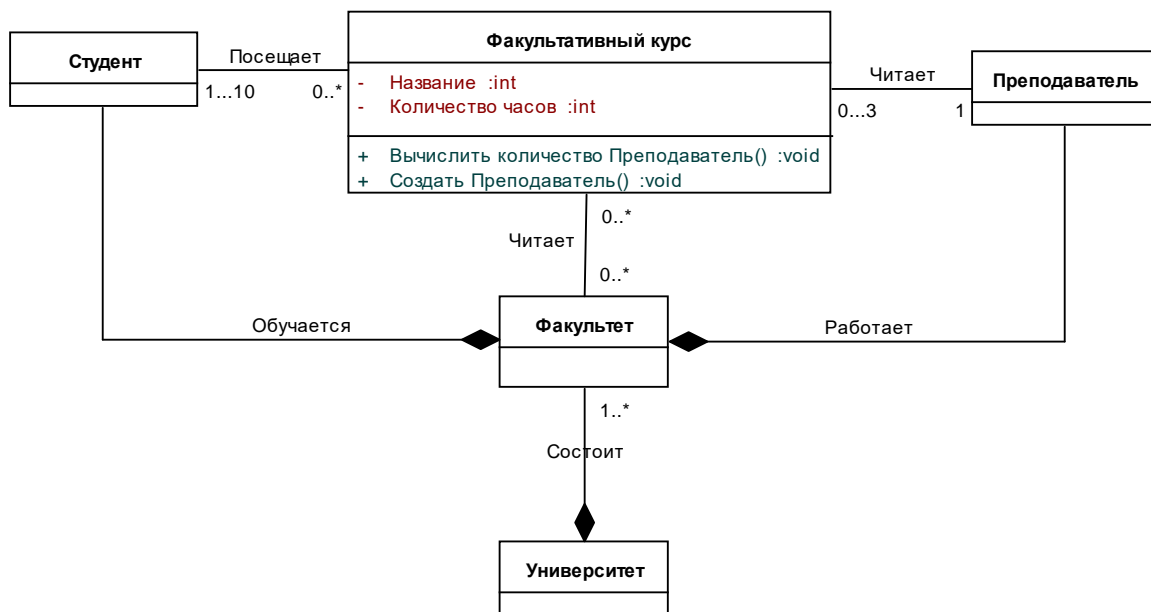 Факультативный курс
Студент
Посещает
1...10
0..*
- Название :int
- Количество часов :int
+ Вычислить количество Преподаватель() :void
+ Создать Преподаватель() :void
Читает
0...3
1
Преподаватель
0..*
Читает
0..*
Обучается
Факультет
Работает
1..*
Состоит
Университет